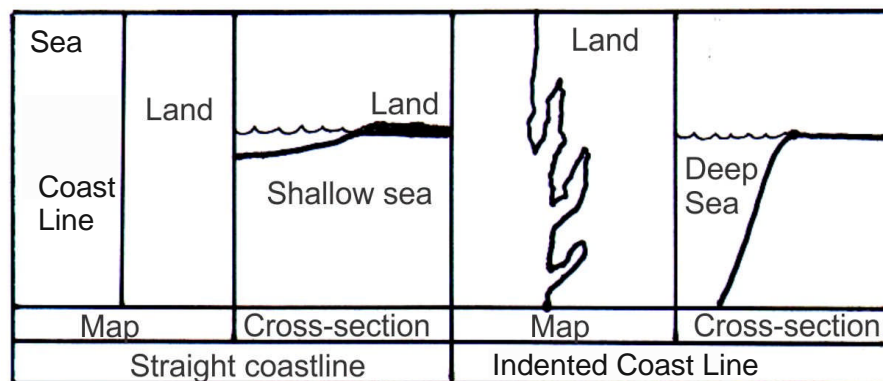 Sea
Land
Coast
Line
Land
Shallow sea
Land
Deep
Sea
Map
Cross-section
Map
Cross-section
Straight coastline
Indented Coast Line